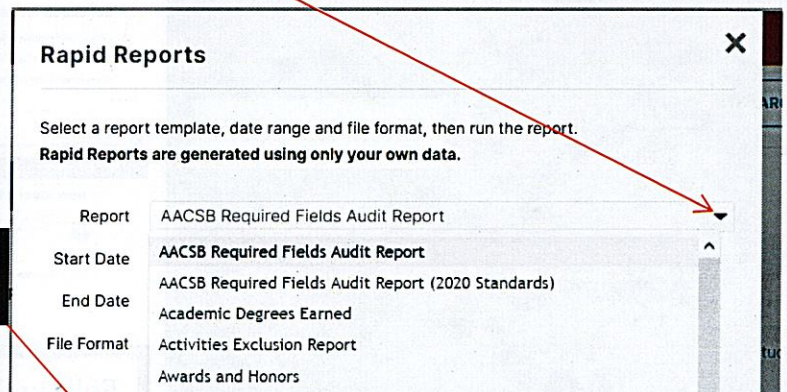 Rapid Reports
Select a report template, date range and file format, then run the report.
Rapid Reports are generated using only your own data.
Report AACSB Required Fields Audit Report
Start Date AACSB Required Fields Audit Report
AACSB Required Fields Audit Report (2020 Standards)
End Date
Academic Degrees Earned
File Format Activities Exclusion Report
Awards and Honors